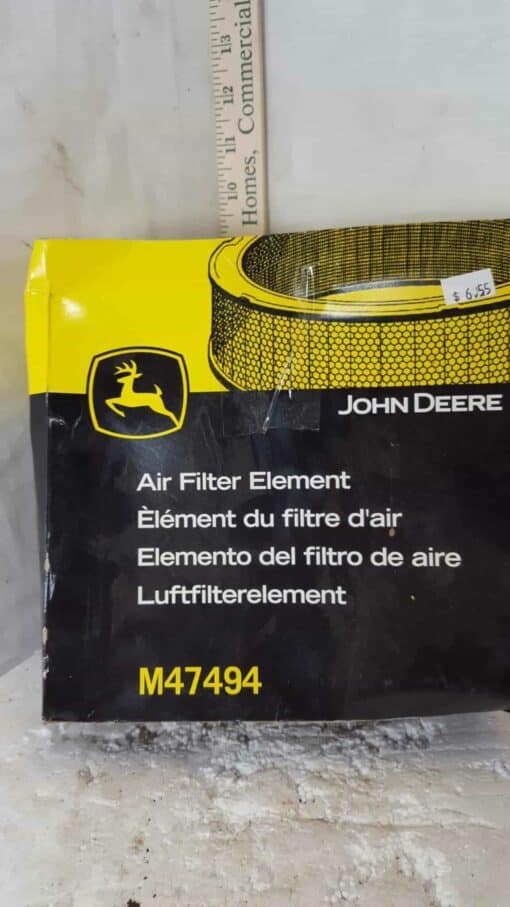 13
12
11
10
Homes, Commercial
$ 6.55
JOHN DEERE
Air Filter Element
Èlément du filtre d'air
Elemento del filtro de aire
Luftfilterelement
M47494